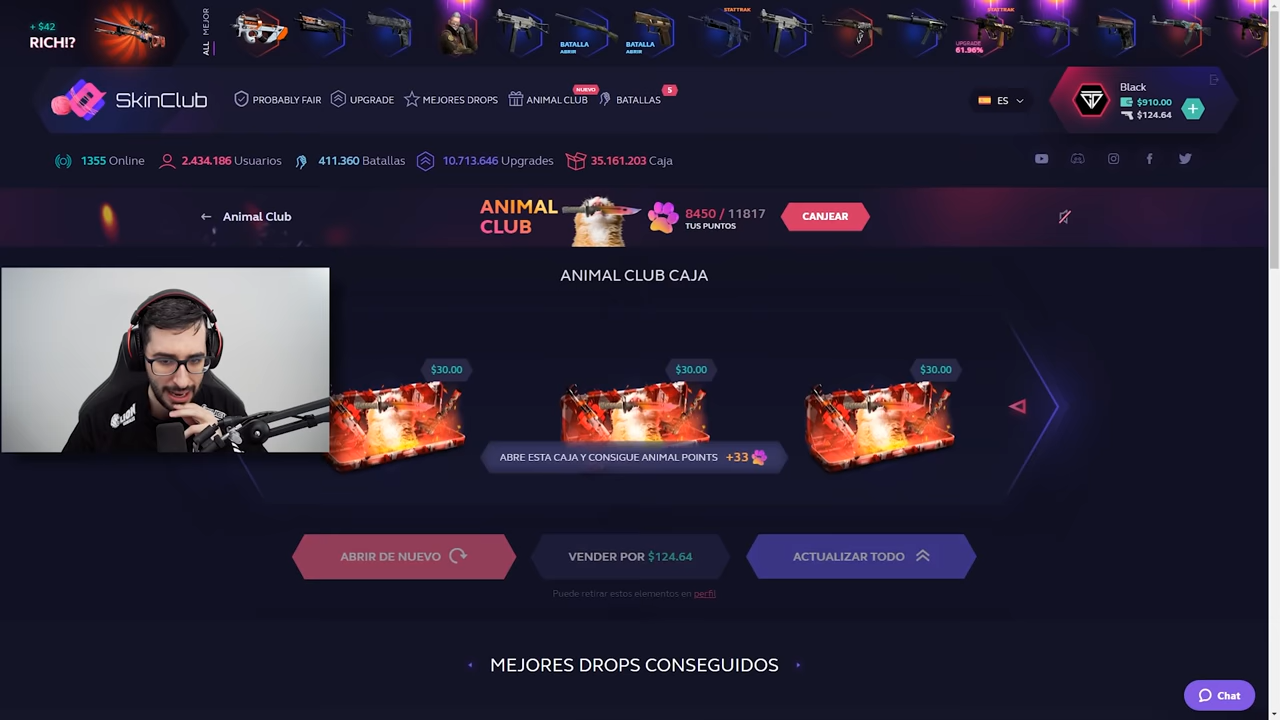 STATTRAK
STATTRAK
+ $42
RICH!?
ALL MEJOR
BATALLA
ABRIR
BATALLA
ABRIR
UPGRADE
61.96%
SKINCLUB
PROBABLY FAIR
UPGRADE
MEJORES DROPS
NUEVO
ANIMAL CLUB
BATALLAS
5
ES
Black
$910.00
$124.64
1355 Online
2.434.186 Usuarios
411.360 Batallas
10.713.646 Upgrades
35.161.203 Caja
← Animal Club
ANIMAL
CLUB
8450 / 11817
TUS PUNTOS
CANJEAR
ANIMAL CLUB CAJA
$30.00
$30.00
$30.00
ABRE ESTA CAJA Y CONSIGUE ANIMAL POINTS +33
ABRIR DE NUEVO
VENDER POR $124.64
ACTUALIZAR TODO
Puede retirar estos elementos en perfil
MEJORES DROPS CONSEGUIDOS
Chat